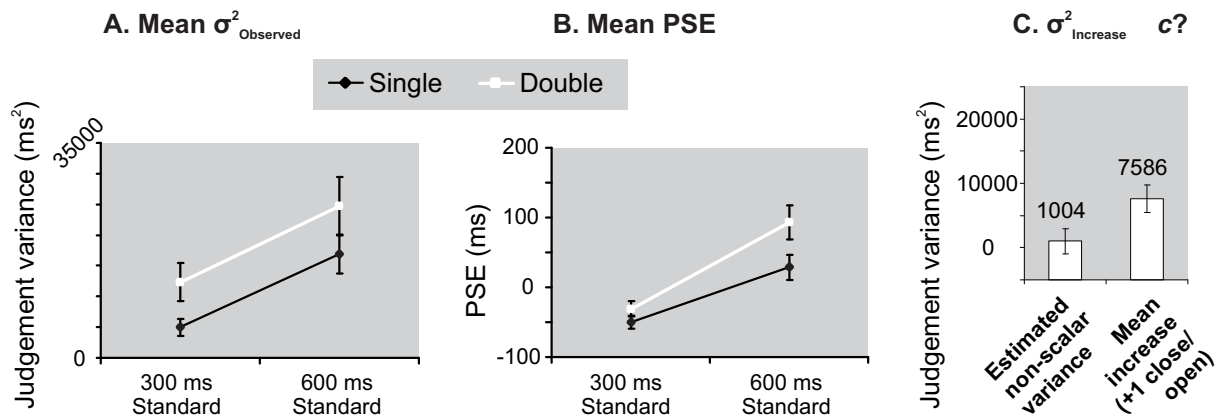 A. Mean σ²Observed
B. Mean PSE
C. σ²Increase c?
Single
Double
Judgement variance (ms²)
35000
0
300 ms
Standard
600 ms
Standard
PSE (ms)
200
100
0
-100
300 ms
Standard
600 ms
Standard
Judgement variance (ms²)
20000
10000
0
1004
7586
Estimated
non-scalar
variance
Mean
increase
(+1 close/
open)